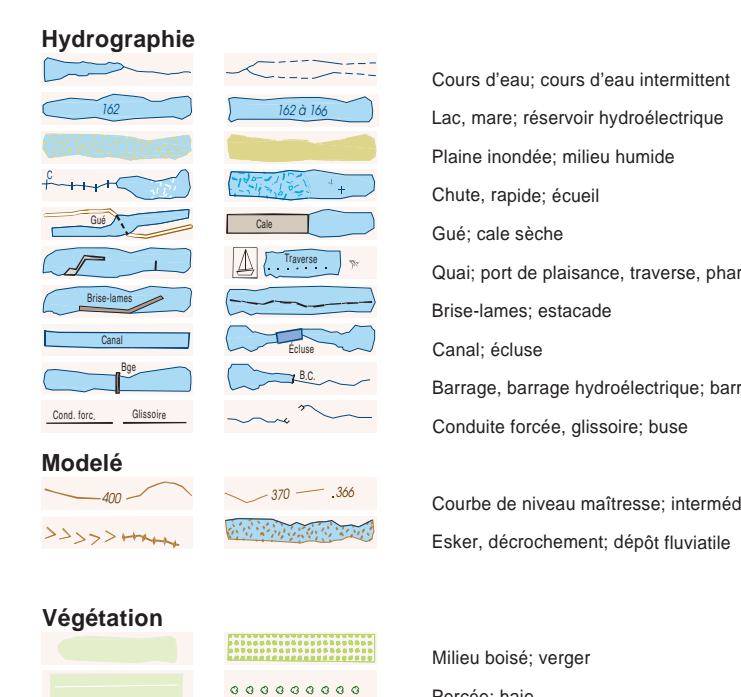 Hydrographie
Cours d'eau; cours d'eau intermittent
162 162 à 166 Lac, mare; réservoir hydroélectrique
Plaine inondée; milieu humide
C Chute, rapide; écueil
Gué Cale Gué; cale sèche
Traverse Quai; port de plaisance, traverse, phar
Brise-lames Brise-lames; estacade
Canal Écluse Canal; écluse
Bge B.C. Barrage, barrage hydroélectrique; barr
Cond. forc. Glissoire Conduite forcée, glissoire; buse
Modelé
400 370 .366 Courbe de niveau maîtresse; interméd
Esker, décrochement; dépôt fluviatile
Végétation
Milieu boisé; verger
Percée; haie